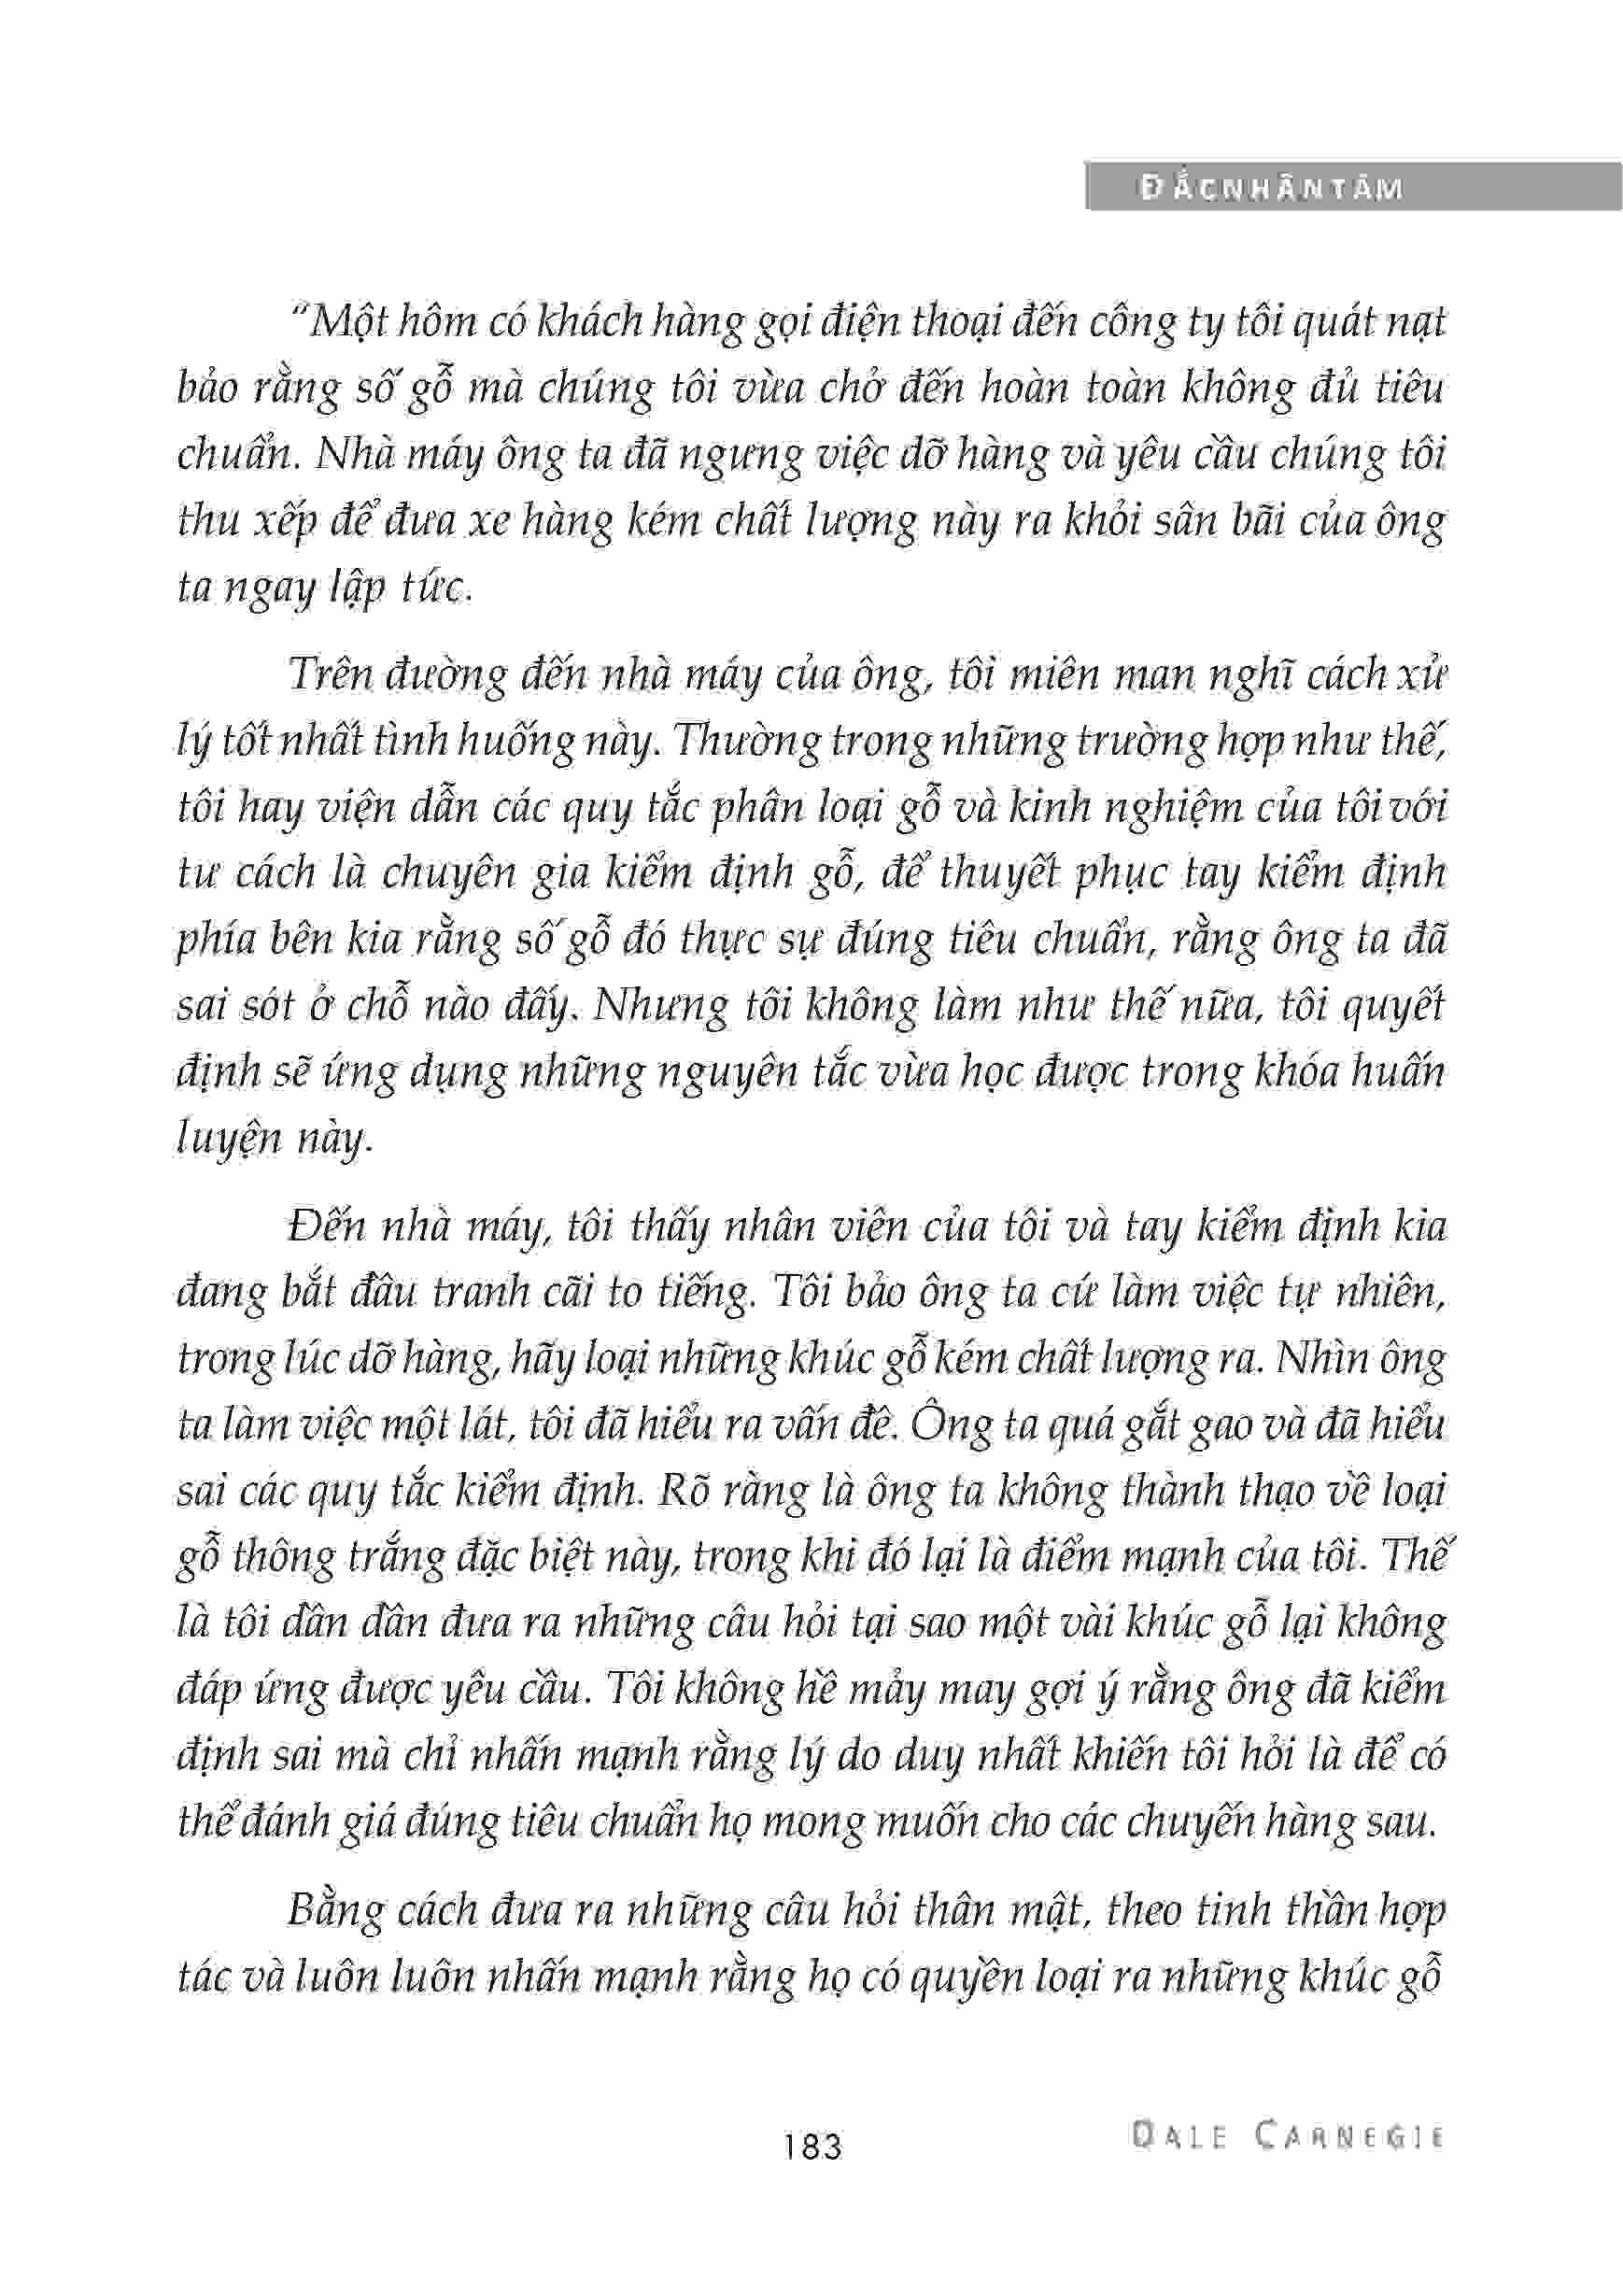 ĐẮCNHÂNTÂM
“Một hôm có khách hàng gọi điện thoại đến công ty tôi quát nạt
bảo rằng số gỗ mà chúng tôi vừa chở đến hoàn toàn không đủ tiêu
chuẩn. Nhà máy ông ta đã ngưng việc dỡ hàng và yêu cầu chúng tôi
thu xếp để đưa xe hàng kém chất lượng này ra khỏi sân bãi của ông
ta ngay lập tức.
Trên đường đến nhà máy của ông, tôi miên man nghĩ cách xử
lý tốt nhất tình huống này. Thường trong những trường hợp như thế,
tôi hay viện dẫn các quy tắc phân loại gỗ và kinh nghiệm của tôi với
tư cách là chuyên gia kiểm định gỗ, để thuyết phục tay kiểm định
phía bên kia rằng số gỗ đó thực sự đúng tiêu chuẩn, rằng ông ta đã
sai sót ở chỗ nào đấy. Nhưng tôi không làm như thế nữa, tôi quyết
định sẽ ứng dụng những nguyên tắc vừa học được trong khóa huấn
luyện này.
Đến nhà máy, tôi thấy nhân viên của tôi và tay kiểm định kia
đang bắt đầu tranh cãi to tiếng. Tôi bảo ông ta cứ làm việc tự nhiên,
trong lúc dỡ hàng, hãy loại những khúc gỗ kém chất lượng ra. Nhìn ông
ta làm việc một lát, tôi đã hiểu ra vấn đề. Ông ta quá gắt gao và đã hiểu
sai các quy tắc kiểm định. Rõ ràng là ông ta không thành thạo về loại
gỗ thông trắng đặc biệt này, trong khi đó lại là điểm mạnh của tôi. Thế
là tôi dần dần đưa ra những câu hỏi tại sao một vài khúc gỗ lại không
đáp ứng được yêu cầu. Tôi không hề mảy may gợi ý rằng ông đã kiểm
định sai mà chỉ nhấn mạnh rằng lý do duy nhất khiến tôi hỏi là để có
thể đánh giá đúng tiêu chuẩn họ mong muốn cho các chuyến hàng sau.
Bằng cách đưa ra những câu hỏi thân mật, theo tinh thần hợp
tác và luôn luôn nhấn mạnh rằng họ có quyền loại ra những khúc gỗ
183
DALE CARNEGIE